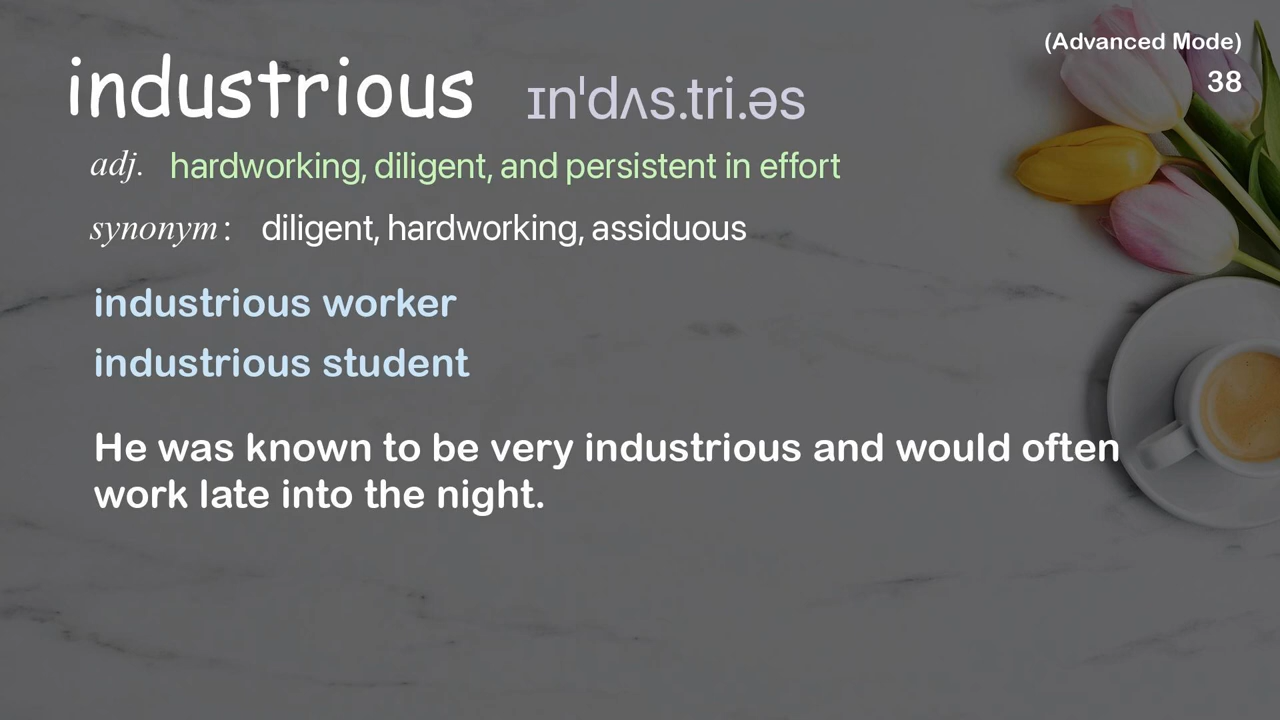 (Advanced Mode)
38
industrious ɪnˈdʌs.tri.əs
adj. hardworking, diligent, and persistent in effort
synonym: diligent, hardworking, assiduous
industrious worker
industrious student
He was known to be very industrious and would often
work late into the night.